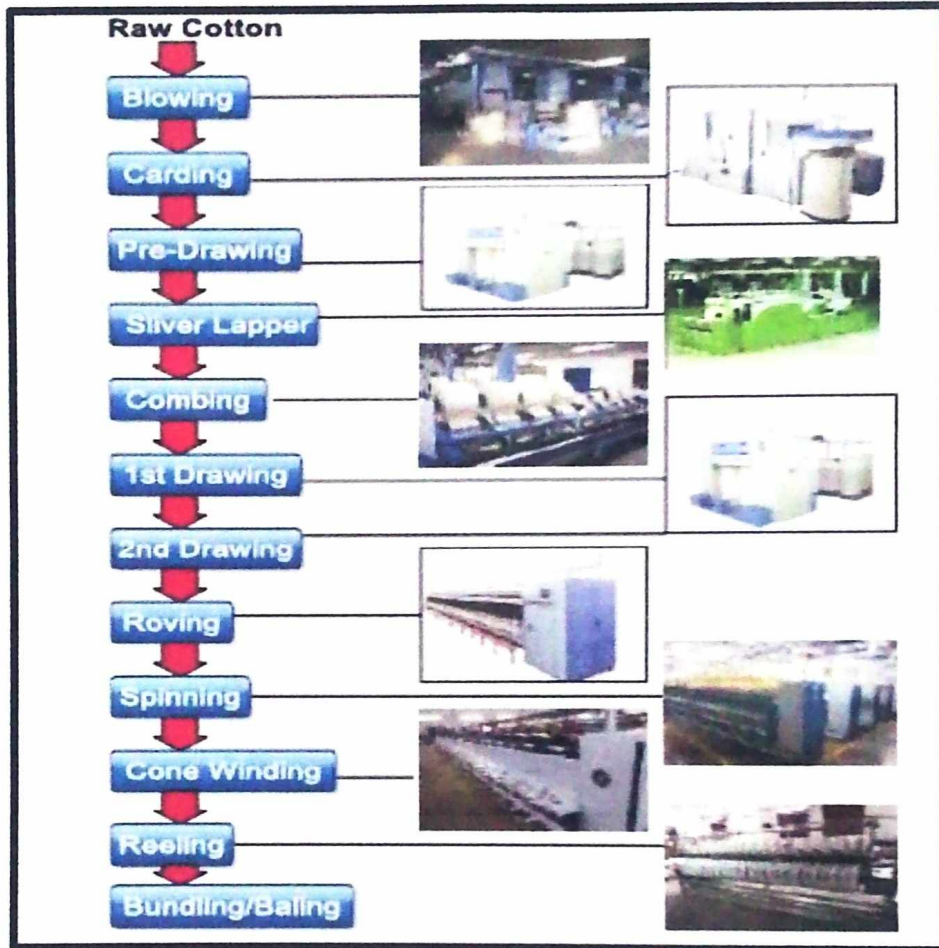 Raw Cotton
Blowing
Carding
Pre-Drawing
Sliver Lapper
Combing
1st Drawing
2nd Drawing
Roving
Spinning
Cone Winding
Reeling
Bundling/Baling